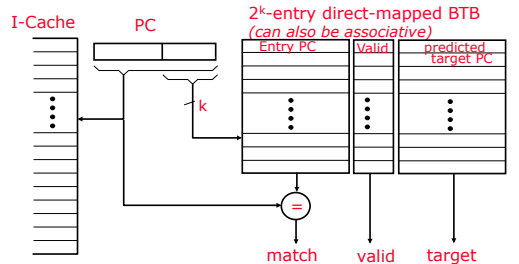 2ᵏ-entry direct-mapped BTB
(can also be associative)
I-Cache
PC
Entry PC
Valid
predicted
target PC
k
=
match
valid
target